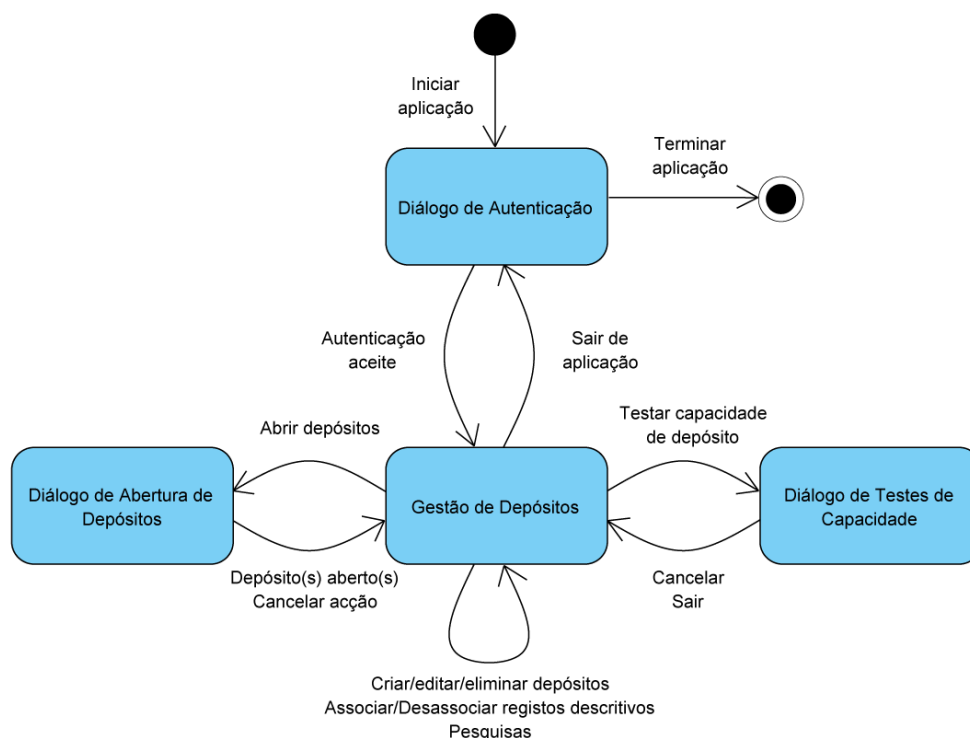 Iniciar
aplicação
Terminar
aplicação
Diálogo de Autenticação
Autenticação
aceite
Sair de
aplicação
Abrir depósitos
Testar capacidade
de depósito
Diálogo de Abertura de
Depósitos
Gestão de Depósitos
Diálogo de Testes de
Capacidade
Depósito(s) aberto(s)
Cancelar acção
Cancelar
Sair
Criar/editar/eliminar depósitos
Associar/Desassociar registos descritivos
Pesquisas